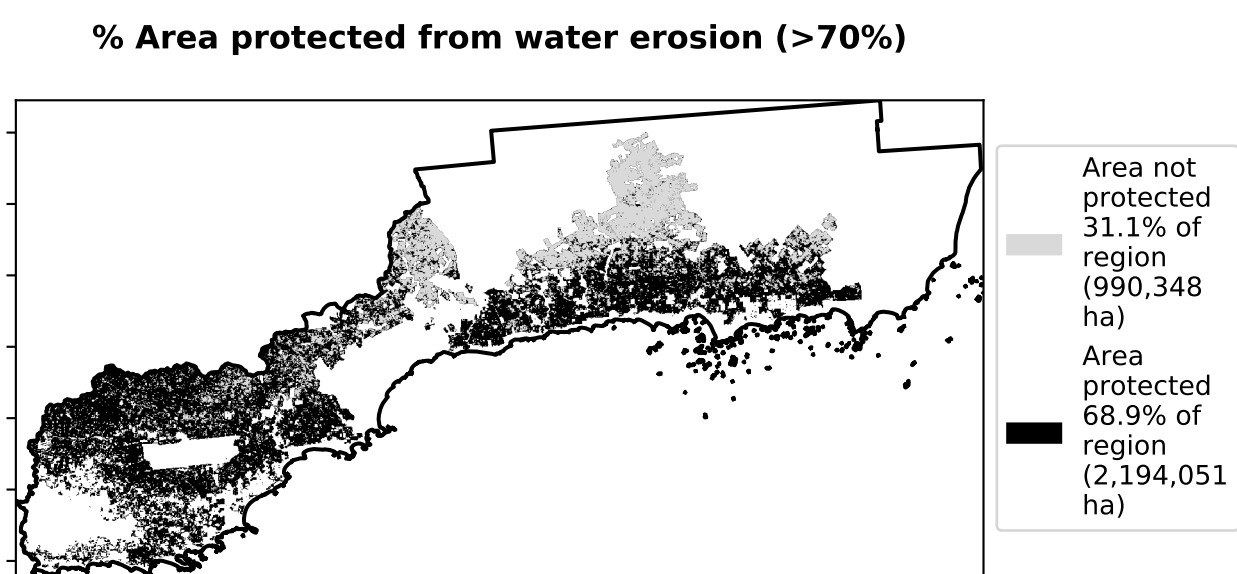 % Area protected from water erosion (>70%)
Area not
protected
31.1% of
region
(990,348
ha)
Area
protected
68.9% of
region
(2,194,051
ha)